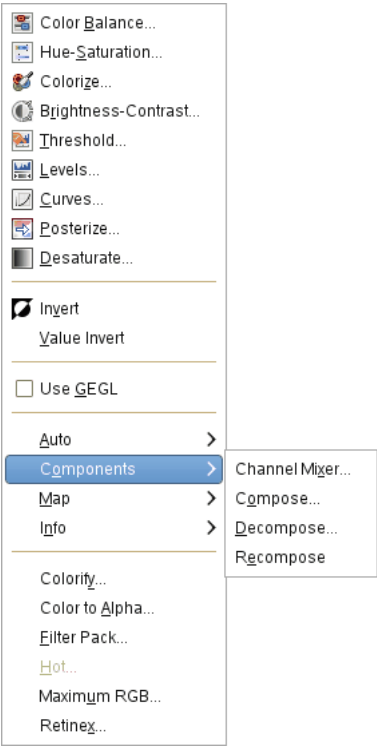 Color Balance...
Hue-Saturation...
Colorize...
Brightness-Contrast...
Threshold...
Levels...
Curves...
Posterize...
Desaturate...
Invert
Value Invert
Use GEGL
Auto
Components
Map
Info
Channel Mixer...
Compose...
Decompose...
Recompose
Colorify...
Color to Alpha...
Filter Pack...
Hot...
Maximum RGB...
Retinex...